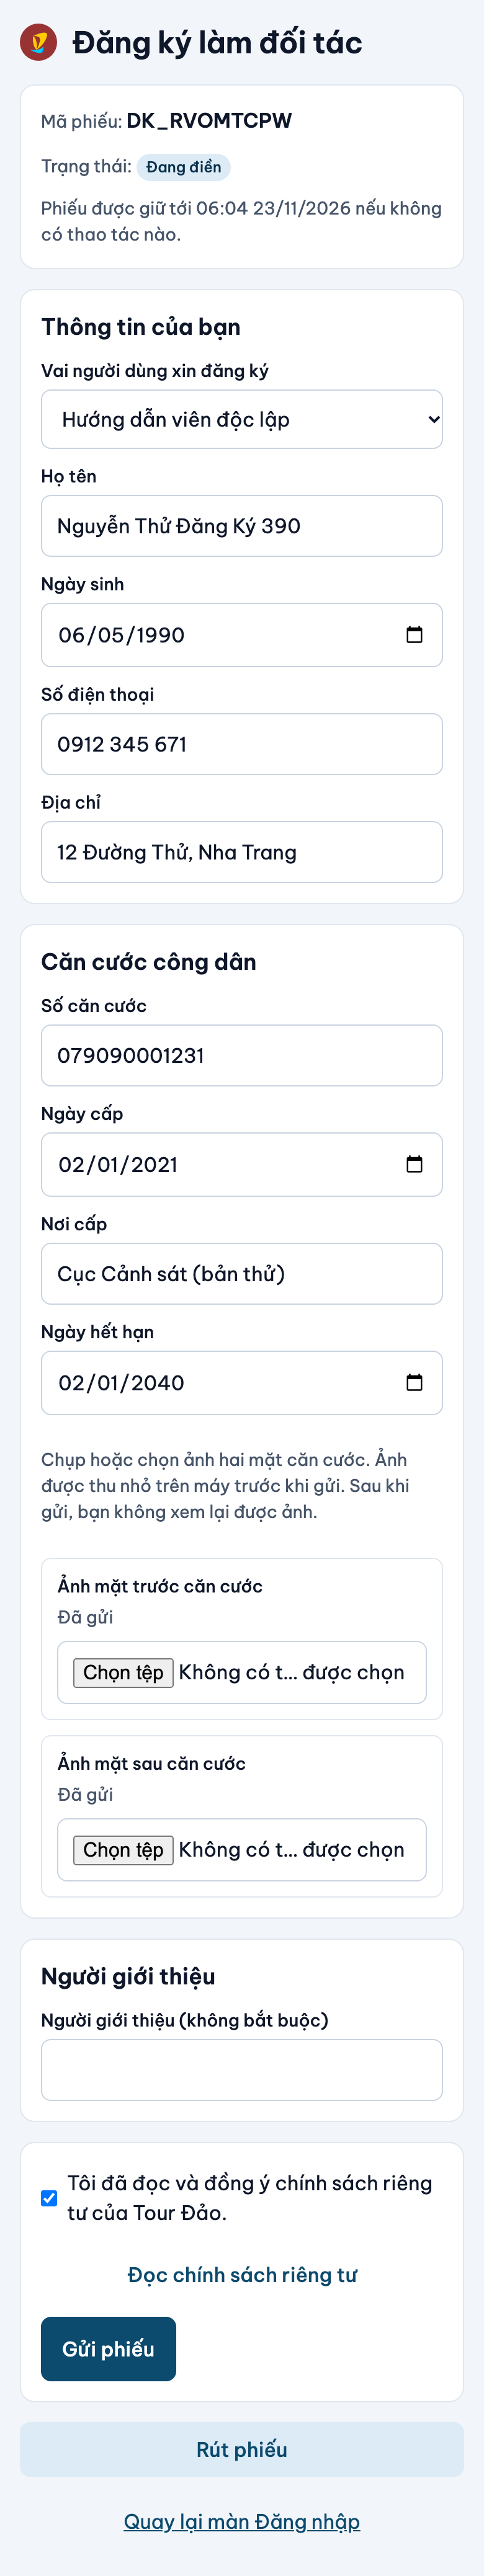 Đăng ký làm đối tác
Mã phiếu: DK_RVOMTCPW
Trạng thái: Đang điền
Phiếu được giữ tới 06:04 23/11/2026 nếu không
có thao tác nào.
Thông tin của bạn
Vai người dùng xin đăng ký
Hướng dẫn viên độc lập
Họ tên
Nguyễn Thử Đăng Ký 390
Ngày sinh
06/05/1990
Số điện thoại
0912 345 671
Địa chỉ
12 Đường Thử, Nha Trang
Căn cước công dân
Số căn cước
079090001231
Ngày cấp
02/01/2021
Nơi cấp
Cục Cảnh sát (bản thử)
Ngày hết hạn
02/01/2040
Chụp hoặc chọn ảnh hai mặt căn cước. Ảnh
được thu nhỏ trên máy trước khi gửi. Sau khi
gửi, bạn không xem lại được ảnh.
Ảnh mặt trước căn cước
Đã gửi
Chọn tệp Không có t... được chọn
Ảnh mặt sau căn cước
Đã gửi
Chọn tệp Không có t... được chọn
Người giới thiệu
Người giới thiệu (không bắt buộc)
Tôi đã đọc và đồng ý chính sách riêng
tư của Tour Đảo.
Đọc chính sách riêng tư
Gửi phiếu
Rút phiếu
Quay lại màn Đăng nhập